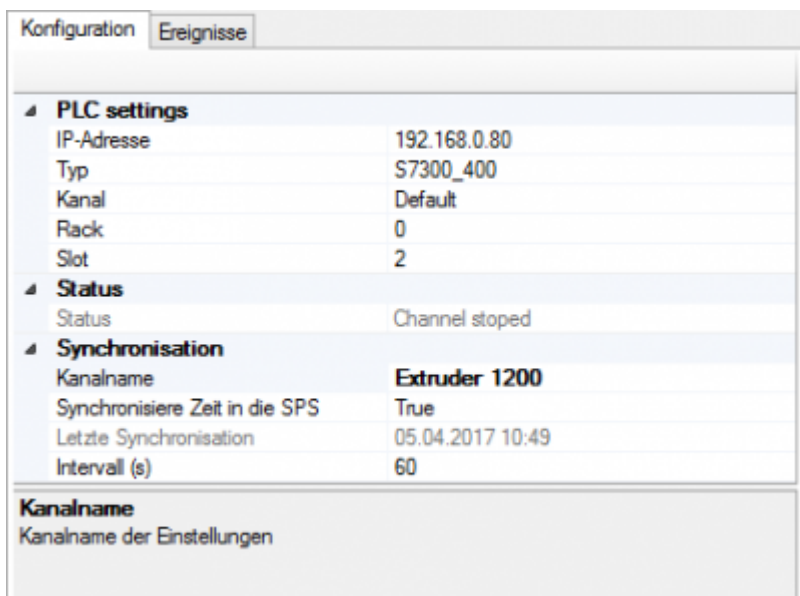 Konfiguration Ereignisse
PLC settings
IP-Adresse 192.168.0.80
Typ S7300_400
Kanal Default
Rack 0
Slot 2
Status
Status Channel stoped
Synchronisation
Kanalname Extruder 1200
Synchronisiere Zeit in die SPS True
Letzte Synchronisation 05.04.2017 10:49
Intervall (s) 60
Kanalname
Kanalname der Einstellungen